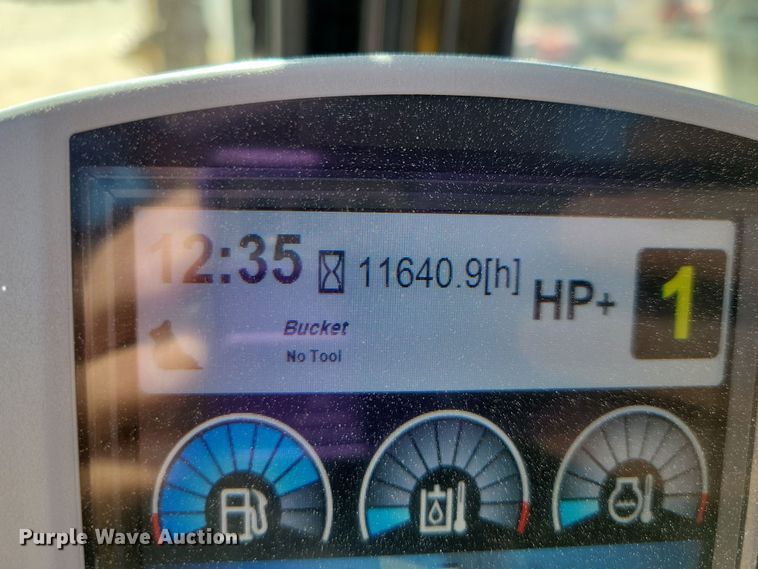 12:35 11640.9[h] HP+ 1
Bucket
No Tool
Purple Wave Auction